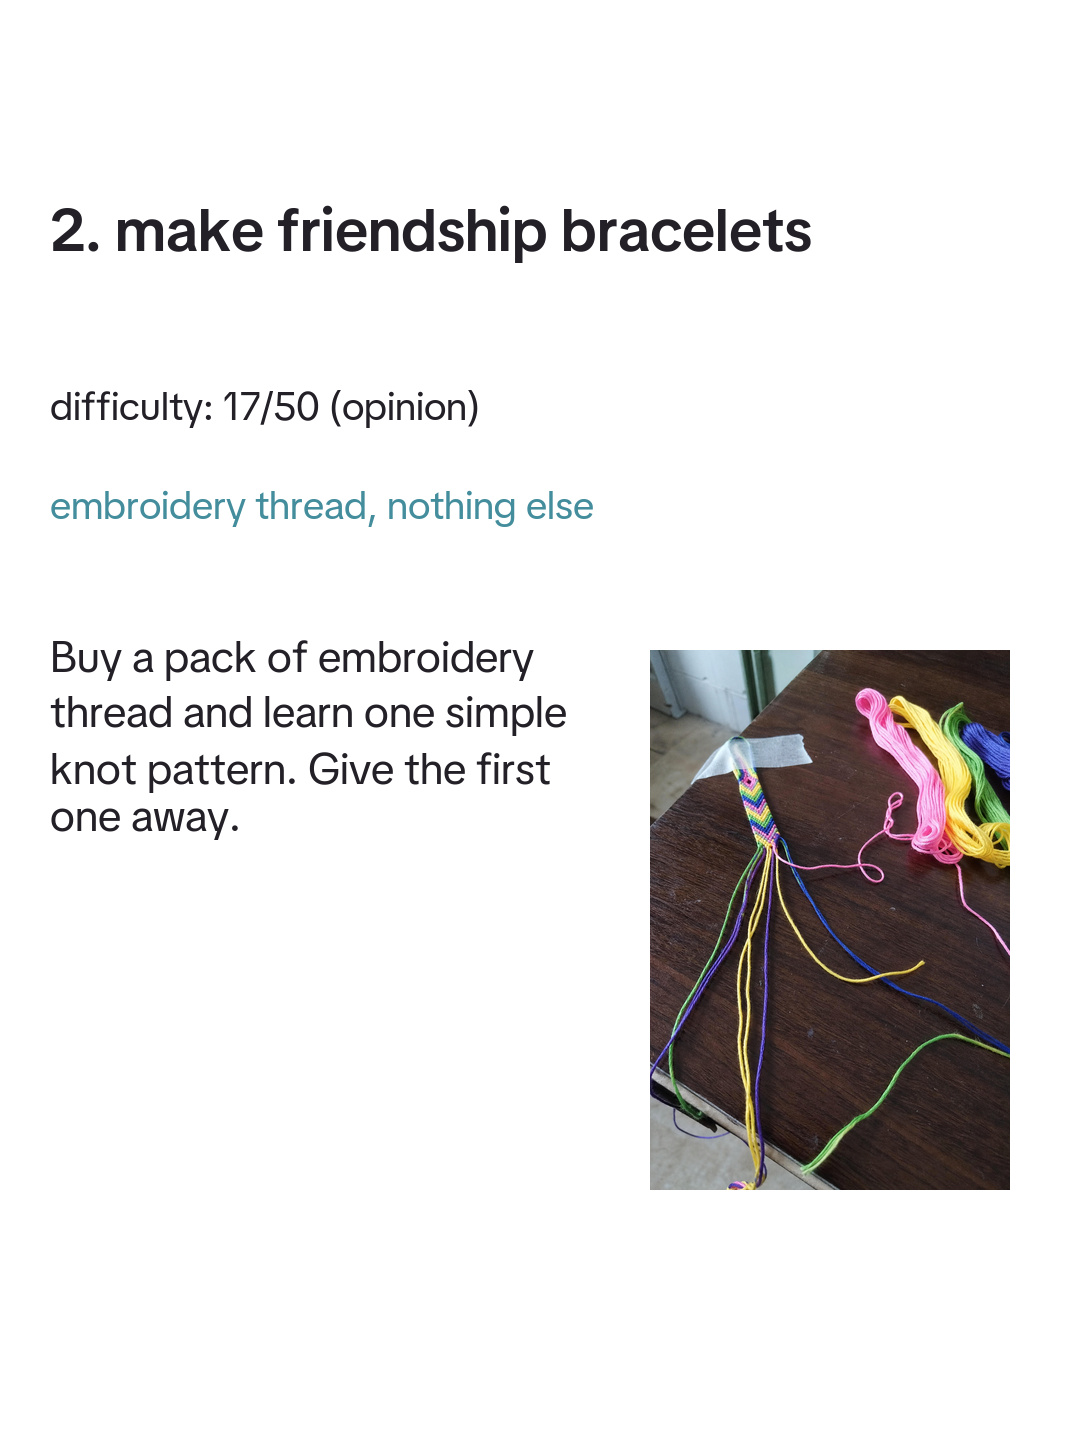 2. make friendship bracelets
difficulty: 17/50 (opinion)
embroidery thread, nothing else
Buy a pack of embroidery
thread and learn one simple
knot pattern. Give the first
one away.